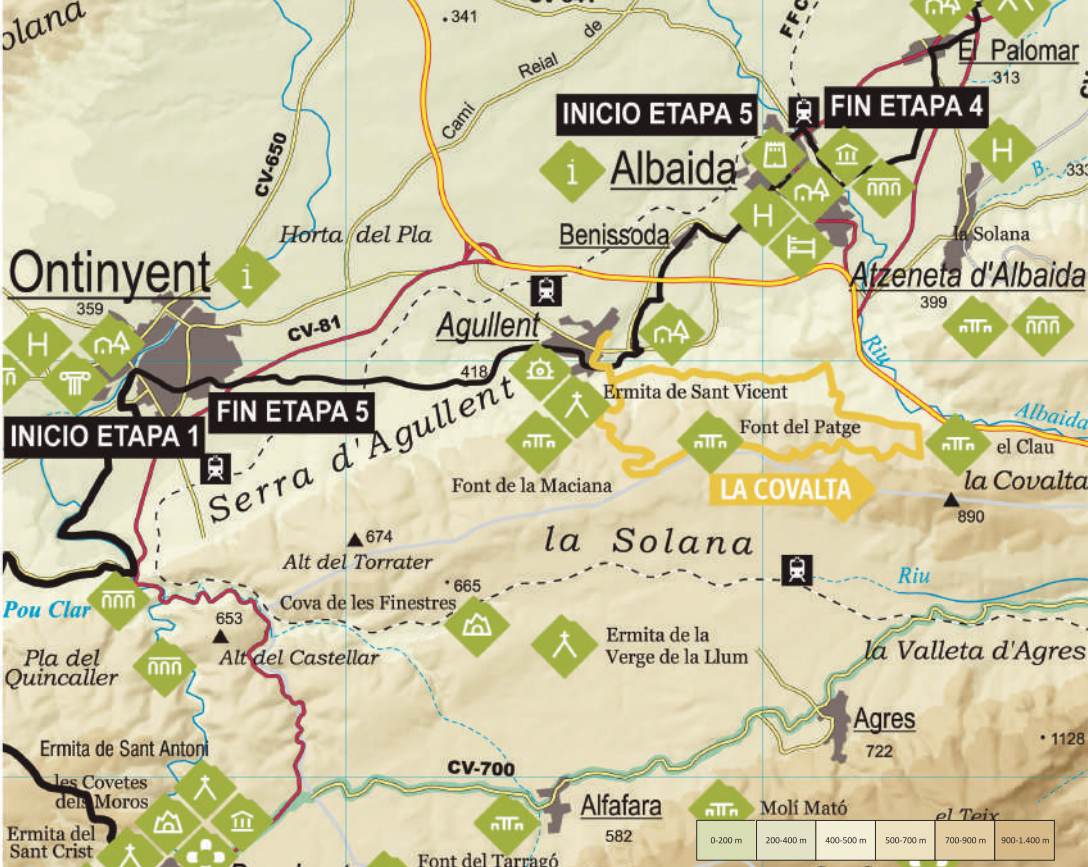 olana
341
de
FFC
El Palomar
313
Reial
INICIO ETAPA 5
FIN ETAPA 4
Camí
CV-650
i
Albaida
H
B.
333
H
Benissoda
la Solana
Horta del Pla
Ontinyent
i
Atzeneta d'Albaida
399
359
CV-81
Agullent
H
Riu
418
Ermita de Sant Vicent
FIN ETAPA 5
INICIO ETAPA 1
Font del Patge
Albaida
el Clau
Serra d'Agullent
Font de la Maciana
LA COVALTA
la Covalta
890
674
Alt del Torrater
la Solana
665
Riu
Pou Clar
Cova de les Finestres
653
Ermita de la
Verge de la Llum
Alt del Castellar
Pla del
Quincaller
la Valleta d'Agres
Agres
722
1128
Ermita de Sant Antoni
CV-700
les Covetes
dels Moros
Alfafara
582
Molí Mató
el Teix
Ermita del
Sant Crist
Font del Tarragó
0-200 m
200-400 m
400-500 m
500-700 m
700-900 m
900-1.400 m